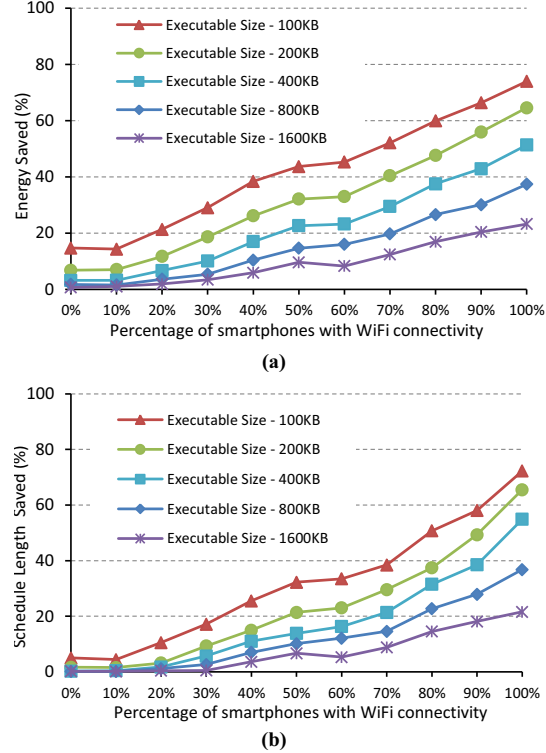 100
Executable Size - 100KB
80
Executable Size - 200KB
Executable Size - 400KB
60
Executable Size - 800KB
Executable Size - 1600KB
40
20
0
Energy Saved (%)
0% 10% 20% 30% 40% 50% 60% 70% 80% 90% 100%
Percentage of smartphones with WiFi connectivity
(a)
100
Executable Size - 100KB
80
Executable Size - 200KB
Executable Size - 400KB
60
Executable Size - 800KB
Executable Size - 1600KB
40
20
0
Schedule Length Saved (%)
0% 10% 20% 30% 40% 50% 60% 70% 80% 90% 100%
Percentage of smartphones with WiFi connectivity
(b)